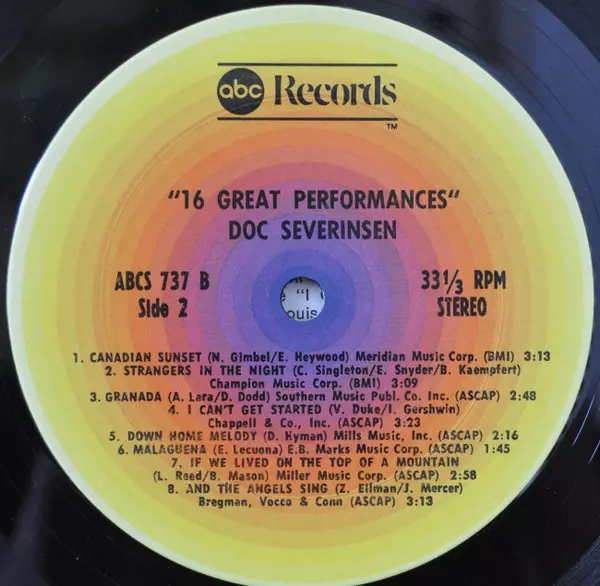 abc Records
TM
"16 GREAT PERFORMANCES"
DOC SEVERINSEN
ABCS 737 B
Side 2
33 1/3 RPM
STEREO
"I
ouis
1. CANADIAN SUNSET (N. Gimbel/E. Heywood) Meridian Music Corp. (BMI) 3:13
2. STRANGERS IN THE NIGHT (C. Singleton/E. Snyder/B. Kaempfert)
Champion Music Corp. (BMI) 3:09
3. GRANADA (A. Lara/D. Dodd) Southern Music Publ. Co. Inc. (ASCAP) 2:48
4. I CAN'T GET STARTED (V. Duke/I. Gershwin)
Chappell & Co., Inc. (ASCAP) 3:23
5. DOWN HOME MELODY (D. Hyman) Mills Music, Inc. (ASCAP) 2:16
6. MALAGUENA (E. Lecuona) E.B. Marks Music Corp. (ASCAP) 1:45
7. IF WE LIVED ON THE TOP OF A MOUNTAIN
(L. Reed/B. Mason) Miller Music Corp. (ASCAP) 2:58
8. AND THE ANGELS SING (Z. Ellman/J. Mercer)
Bregman, Vocco & Conn (ASCAP) 3:13